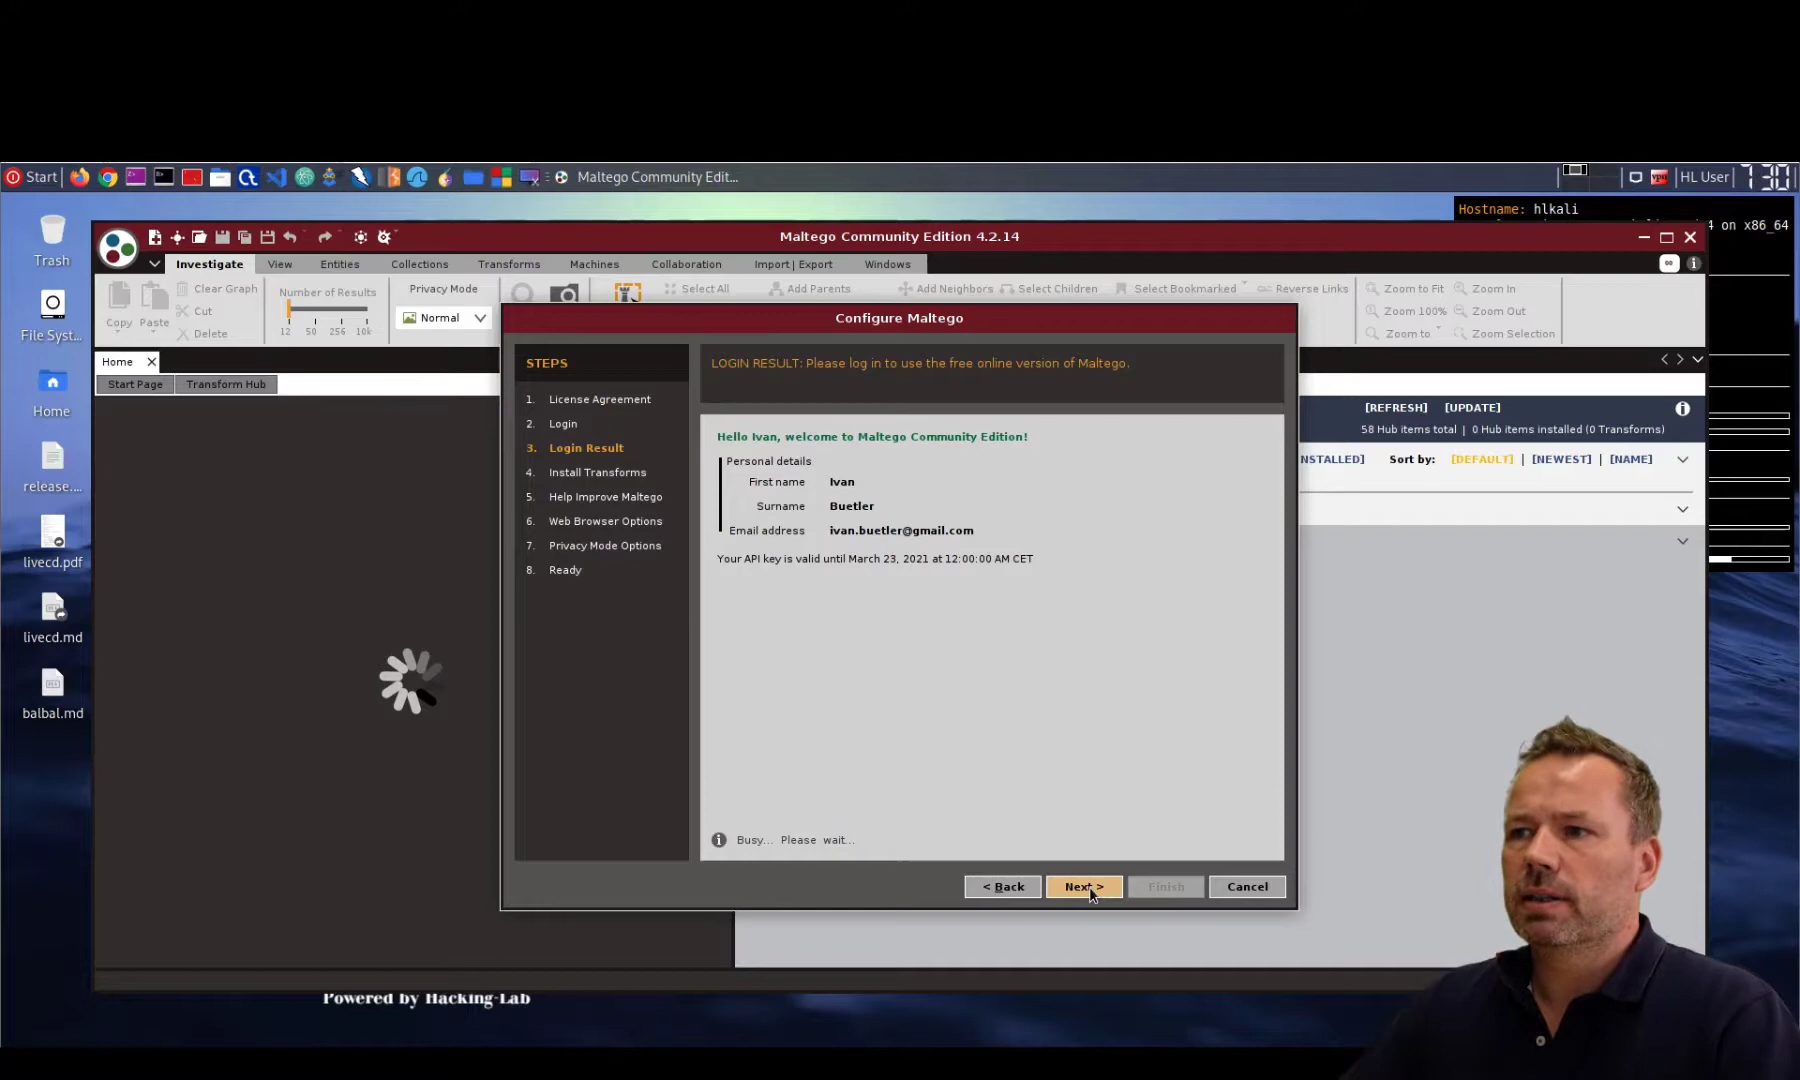 Start
Maltego Community Edit...
vpn
HL User
7:30
Hostname: hlkali
4 on x86_64
Trash
File Sys...
Home
release....
livecd.pdf
livecd.md
balbal.md
Maltego Community Edition 4.2.14
Investigate View Entities Collections Transforms Machines Collaboration Import | Export Windows
Copy Paste
Clear Graph
Cut
Delete
Number of Results
12 50 256 10k
Privacy Mode
Normal
Select All Add Parents Add Neighbors Select Children Select Bookmarked Reverse Links
Zoom to Fit Zoom In
Zoom 100% Zoom Out
Zoom to Zoom Selection
Home
Start Page Transform Hub
[REFRESH] [UPDATE]
58 Hub items total | 0 Hub items installed (0 Transforms)
NSTALLED] Sort by: [DEFAULT] | [NEWEST] | [NAME]
Configure Maltego
STEPS
1. License Agreement
2. Login
3. Login Result
4. Install Transforms
5. Help Improve Maltego
6. Web Browser Options
7. Privacy Mode Options
8. Ready
LOGIN RESULT: Please log in to use the free online version of Maltego.
Hello Ivan, welcome to Maltego Community Edition!
Personal details
First name Ivan
Surname Buetler
Email address ivan.buetler@gmail.com
Your API key is valid until March 23, 2021 at 12:00:00 AM CET
Busy... Please wait...
< Back Next > Finish Cancel
Powered by Hacking-Lab